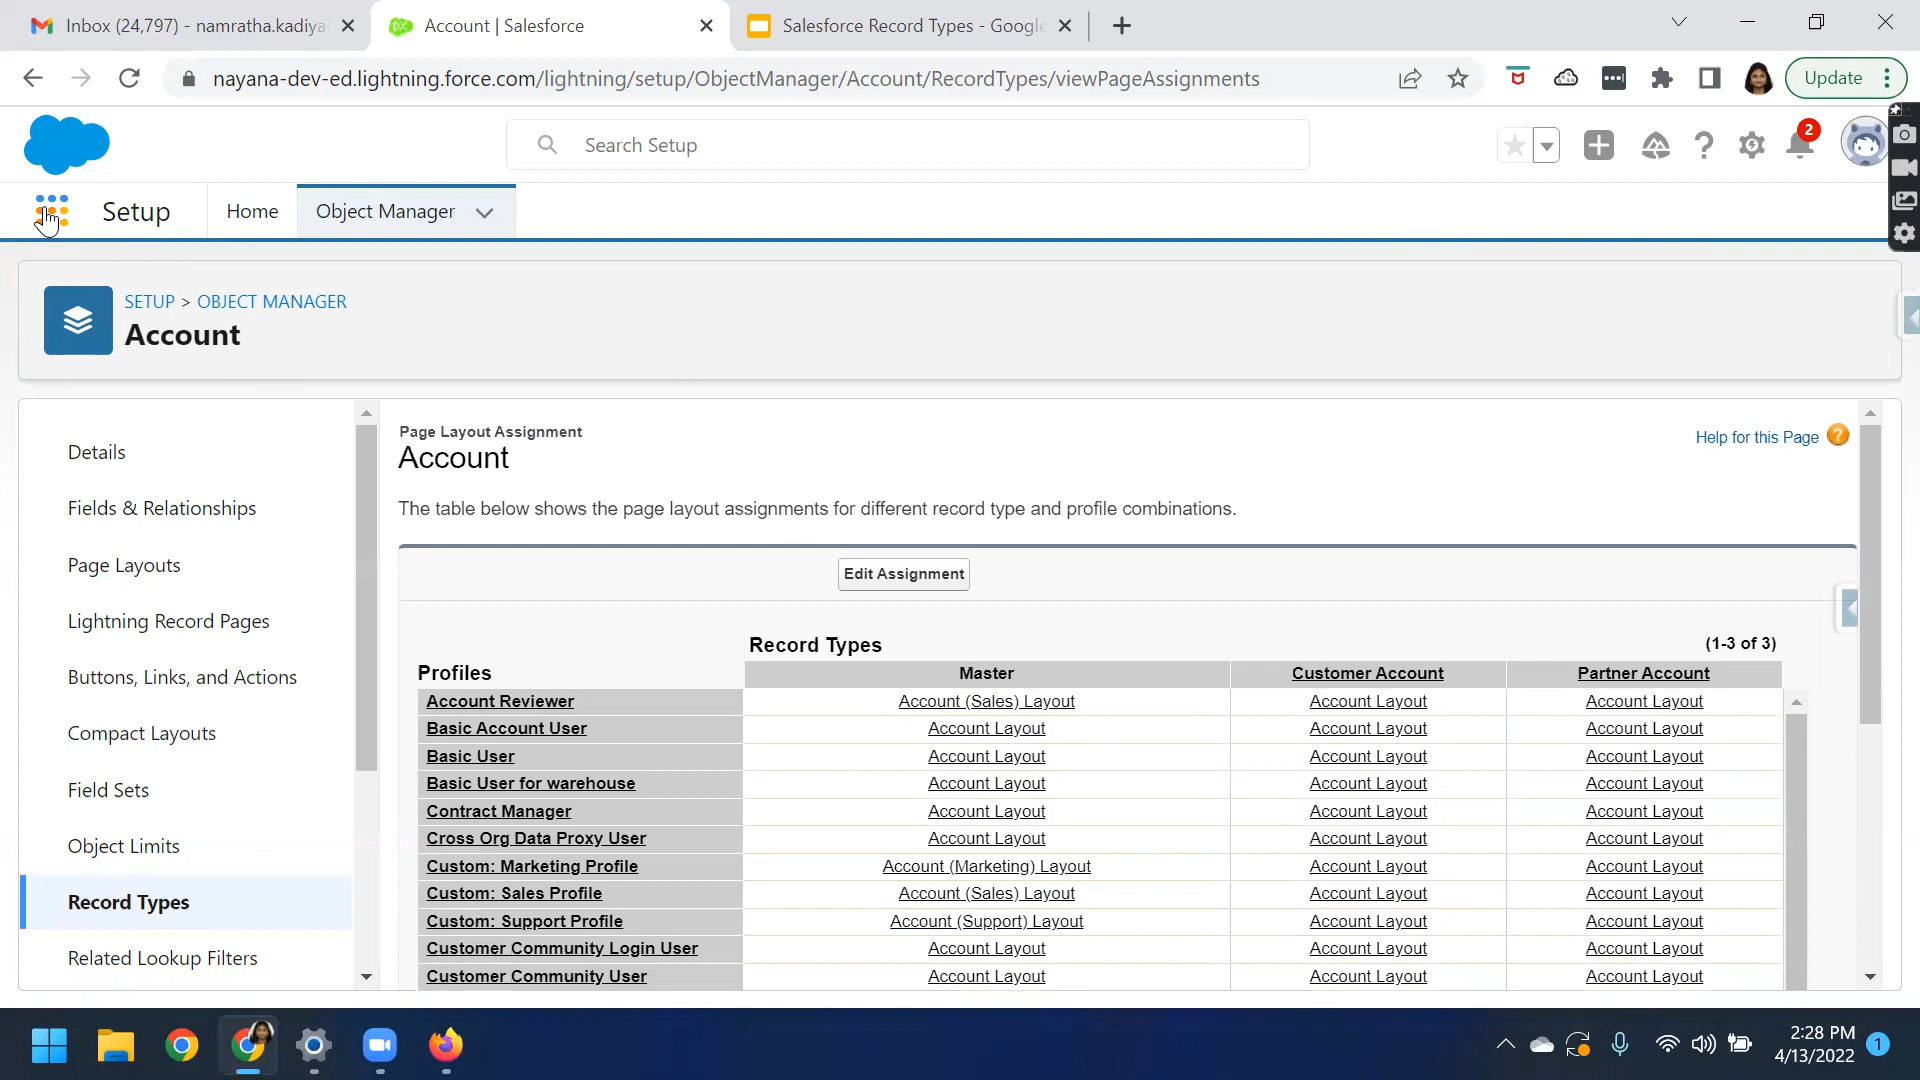 Inbox (24,797) - namratha.kadiya
Account | Salesforce
Salesforce Record Types - Google
nayana-dev-ed.lightning.force.com/lightning/setup/ObjectManager/Account/RecordTypes/viewPageAssignments
Update
Search Setup
2
Setup
Home
Object Manager
SETUP > OBJECT MANAGER
Account
Details
Fields & Relationships
Page Layouts
Lightning Record Pages
Buttons, Links, and Actions
Compact Layouts
Field Sets
Object Limits
Record Types
Related Lookup Filters
Page Layout Assignment
Account
Help for this Page ?
The table below shows the page layout assignments for different record type and profile combinations.
Edit Assignment
Record Types (1-3 of 3)
Profiles Master Customer Account Partner Account
Account Reviewer Account (Sales) Layout Account Layout Account Layout
Basic Account User Account Layout Account Layout Account Layout
Basic User Account Layout Account Layout Account Layout
Basic User for warehouse Account Layout Account Layout Account Layout
Contract Manager Account Layout Account Layout Account Layout
Cross Org Data Proxy User Account Layout Account Layout Account Layout
Custom: Marketing Profile Account (Marketing) Layout Account Layout Account Layout
Custom: Sales Profile Account (Sales) Layout Account Layout Account Layout
Custom: Support Profile Account (Support) Layout Account Layout Account Layout
Customer Community Login User Account Layout Account Layout Account Layout
Customer Community User Account Layout Account Layout Account Layout
2:28 PM
4/13/2022
1